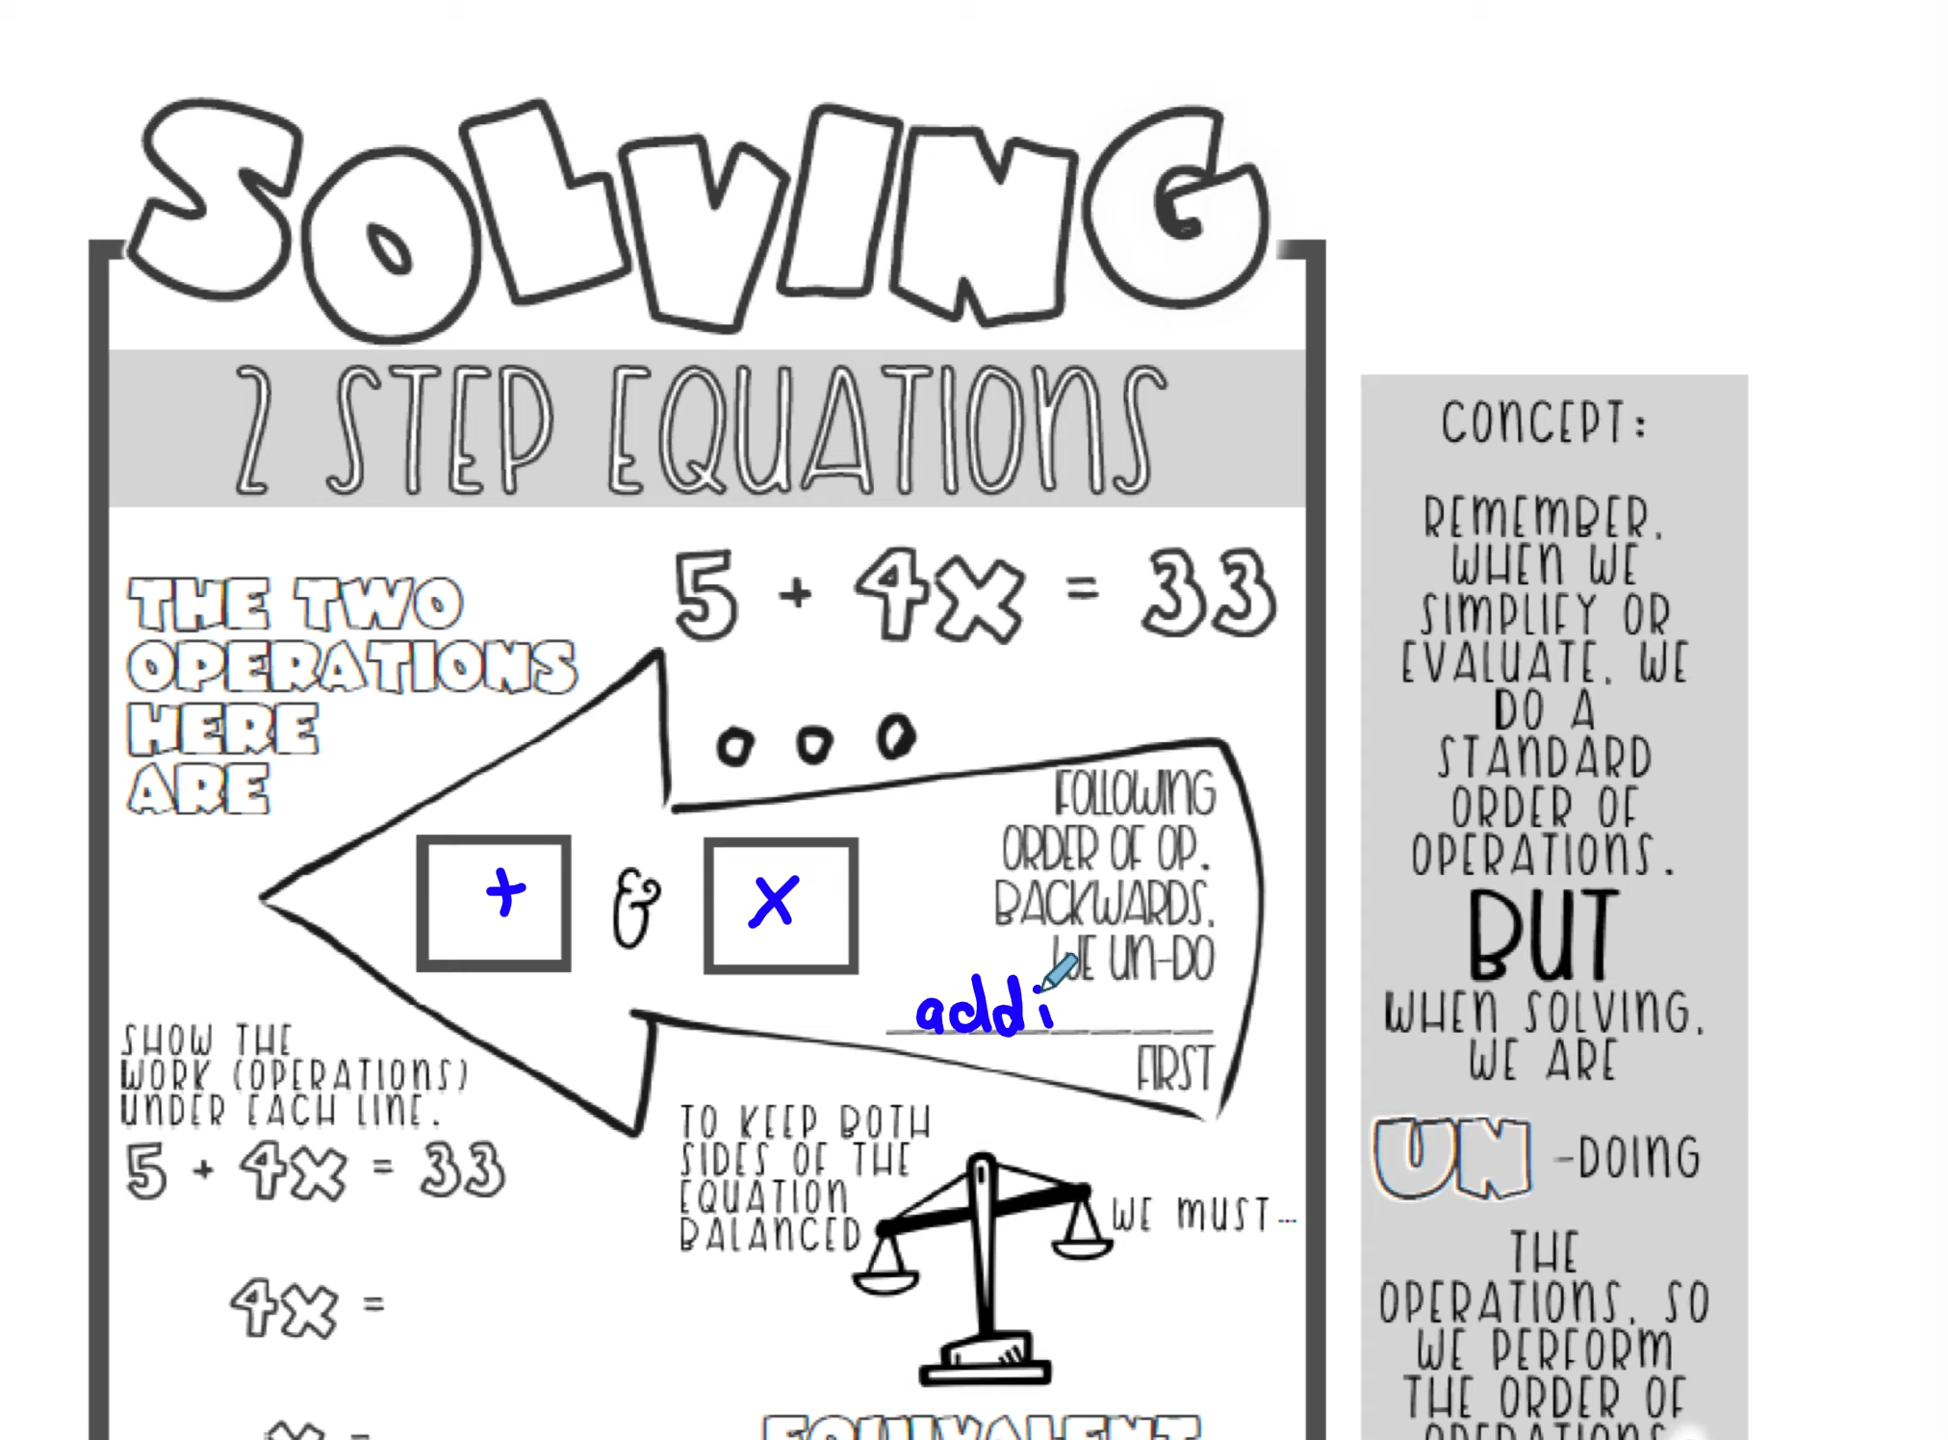 SOLVING
2 STEP EQUATIONS
5 + 4X = 33
THE TWO
OPERATIONS
HERE
ARE
+ & X
FOLLOWING
ORDER OF OP.
BACKWARDS.
WE UN-DO
addi
FIRST
SHOW THE
WORK (OPERATIONS)
UNDER EACH LINE.
5 + 4X = 33
4X =
X =
TO KEEP BOTH
SIDES OF THE
EQUATION
BALANCED
WE MUST...
EQUIVALENT
CONCEPT:
REMEMBER,
WHEN WE
SIMPLIFY OR
EVALUATE, WE
DO A
STANDARD
ORDER OF
OPERATIONS.
BUT
WHEN SOLVING,
WE ARE
UN -DOING
THE
OPERATIONS, SO
WE PERFORM
THE ORDER OF
OPERATIONS